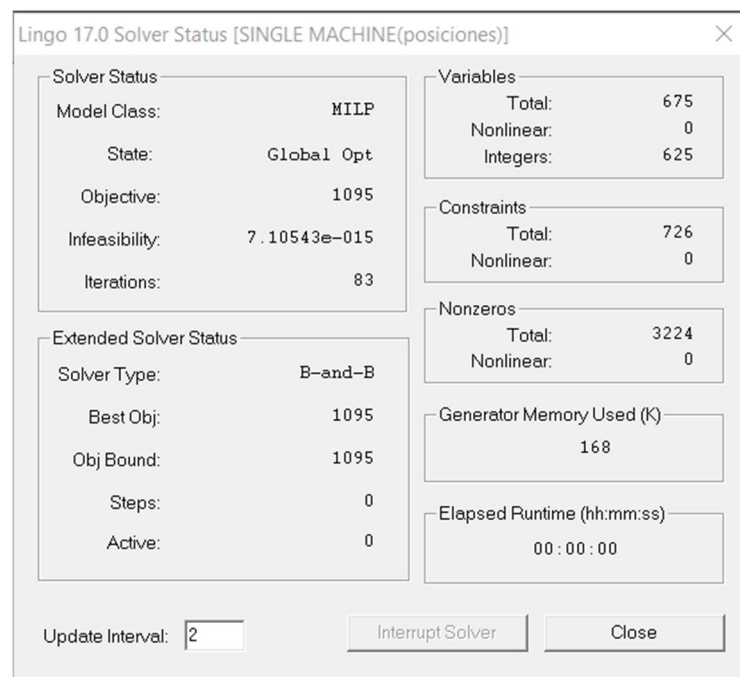 Lingo 17.0 Solver Status [SINGLE MACHINE(posiciones)]
Solver Status
Model Class: MILP
State: Global Opt
Objective: 1095
Infeasibility: 7.10543e-015
Iterations: 83
Extended Solver Status
Solver Type: B-and-B
Best Obj: 1095
Obj Bound: 1095
Steps: 0
Active: 0
Variables
Total: 675
Nonlinear: 0
Integers: 625
Constraints
Total: 726
Nonlinear: 0
Nonzeros
Total: 3224
Nonlinear: 0
Generator Memory Used (K)
168
Elapsed Runtime (hh:mm:ss)
00:00:00
Update Interval: 2
Interrupt Solver
Close